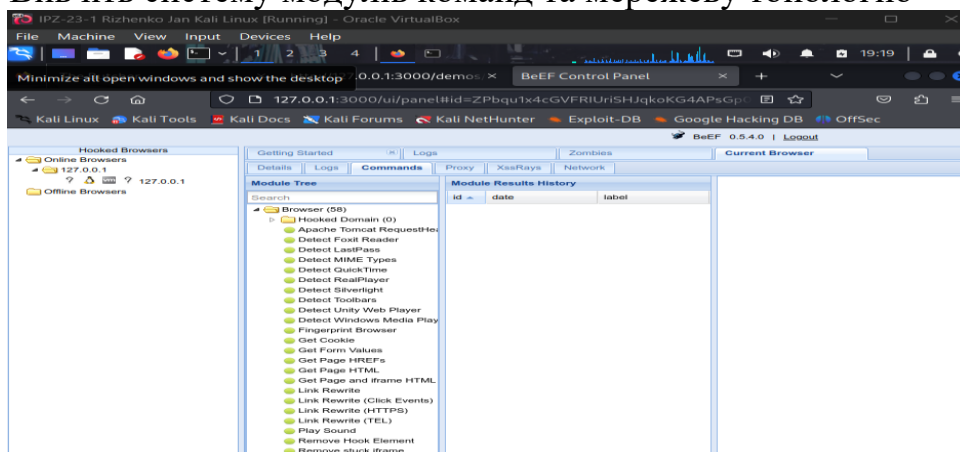 Вивчить систему модулів команд та мережеву топологію
IPZ-23-1 Rizhenko Jan Kali Linux [Running] - Oracle VirtualBox
File Machine View Input Devices Help
1 2 3 4 19:19
Minimize all open windows and show the desktop .0.0.1:3000/demos BeEF Control Panel
127.0.0.1:3000/ui/panel#id=ZPbqu1x4cGVFRIUriSHJqkoKG4APsGp
Kali Linux Kali Tools Kali Docs Kali Forums Kali NetHunter Exploit-DB Google Hacking DB OffSec
BeEF 0.5.4.0 | Logout
Hooked Browsers Getting Started Logs Zombies Current Browser
Online Browsers
127.0.0.1
? ? 127.0.0.1
Offline Browsers
Details Logs Commands Proxy XssRays Network
Module Tree Module Results History
Search id date label
Browser (58)
Hooked Domain (0)
Apache Tomcat RequestHea
Detect Foxit Reader
Detect LastPass
Detect MIME Types
Detect QuickTime
Detect RealPlayer
Detect Silverlight
Detect Toolbars
Detect Unity Web Player
Detect Windows Media Play
Fingerprint Browser
Get Cookie
Get Form Values
Get Page HREFs
Get Page HTML
Get Page and iframe HTML
Link Rewrite
Link Rewrite (Click Events)
Link Rewrite (HTTPS)
Link Rewrite (TEL)
Play Sound
Remove Hook Element
Remove stuck iframe